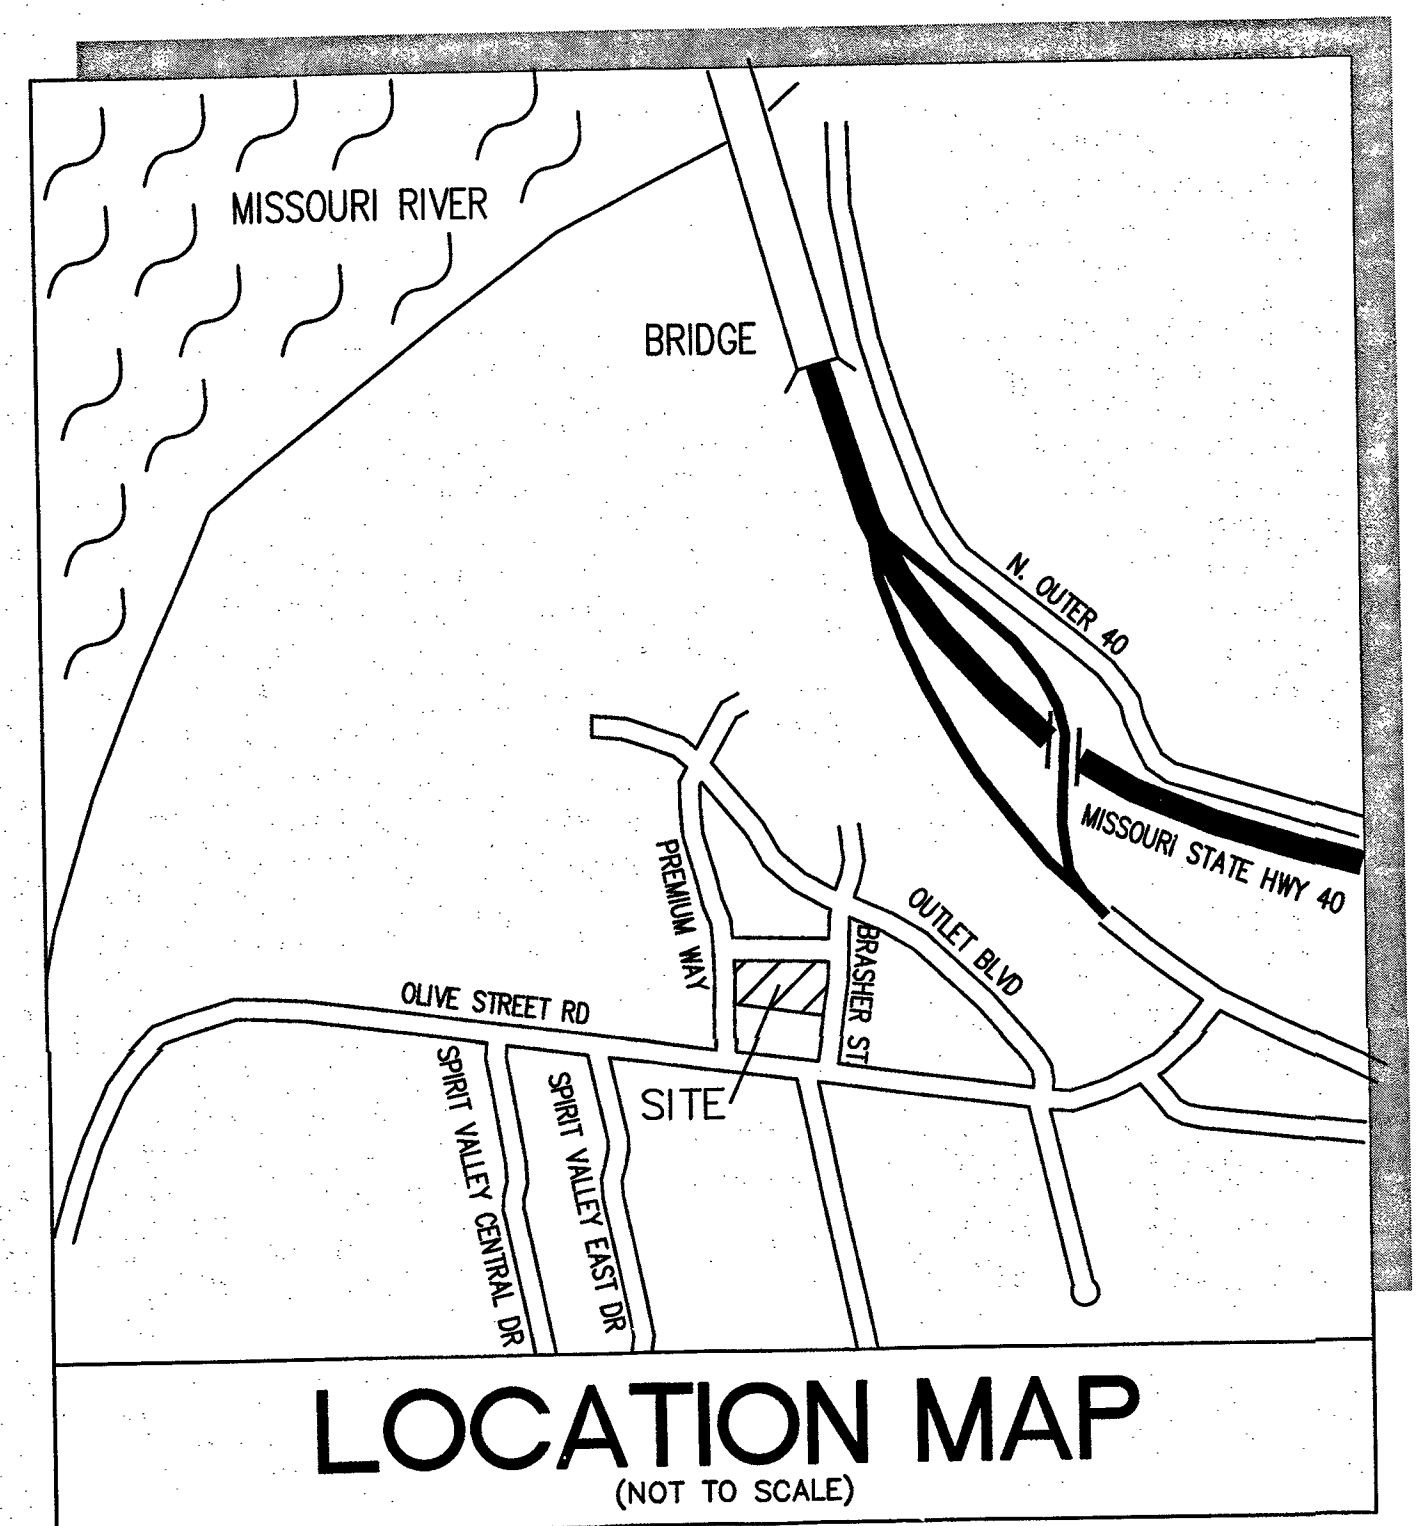 MISSOURI RIVER
BRIDGE
N. OUTER 40
MISSOURI STATE HWY 40
PREMIUM WAY
OUTLET BLVD
BRASHER ST
OLIVE STREET RD
SITE
SPIRIT VALLEY CENTRAL DR
SPIRIT VALLEY EAST DR
LOCATION MAP
(NOT TO SCALE)